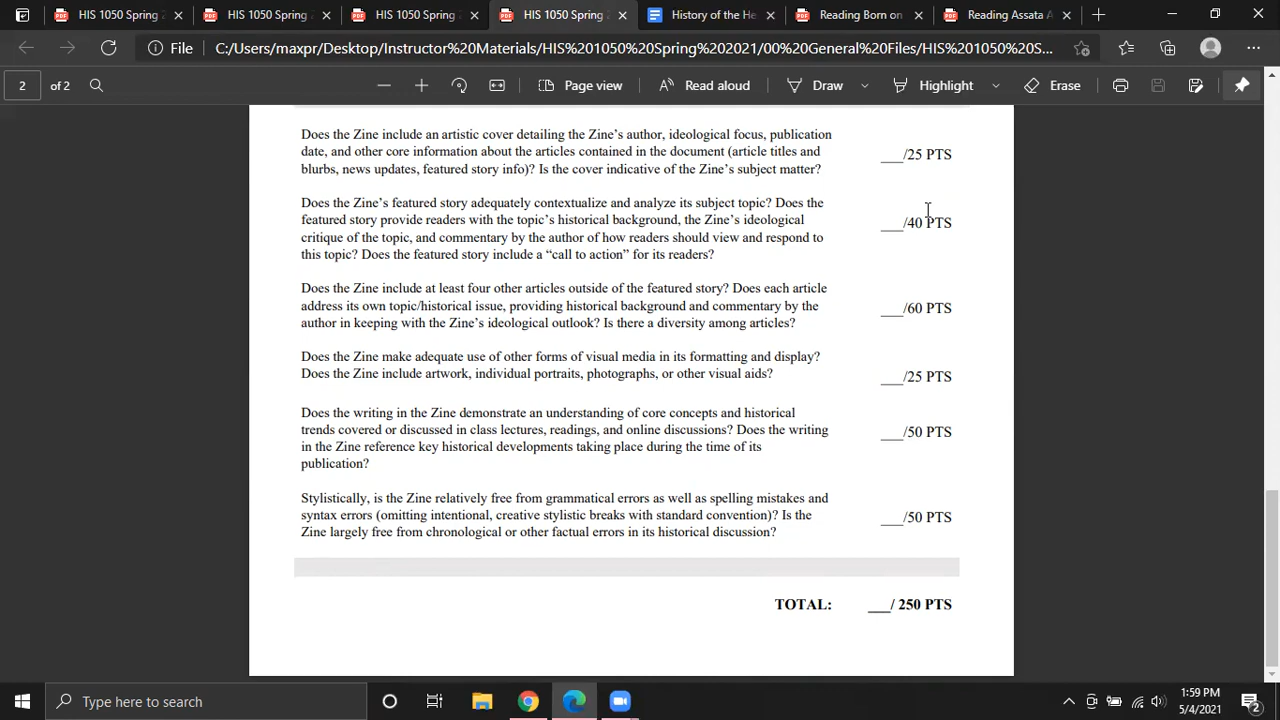 HIS 1050 Spring
HIS 1050 Spring
HIS 1050 Spring
HIS 1050 Spring
History of the He
Reading Born on
Reading Assata A
File
C:/Users/maxpr/Desktop/Instructor%20Materials/HIS%201050%20Spring%202021/00%20General%20Files/HIS%201050%20S...
2 of 2
Page view
Read aloud
Draw
Highlight
Erase
Does the Zine include an artistic cover detailing the Zine's author, ideological focus, publication
date, and other core information about the articles contained in the document (article titles and
blurbs, news updates, featured story info)? Is the cover indicative of the Zine's subject matter?
___/25 PTS
Does the Zine's featured story adequately contextualize and analyze its subject topic? Does the
featured story provide readers with the topic's historical background, the Zine's ideological
critique of the topic, and commentary by the author of how readers should view and respond to
this topic? Does the featured story include a “call to action” for its readers?
___/40 PTS
Does the Zine include at least four other articles outside of the featured story? Does each article
address its own topic/historical issue, providing historical background and commentary by the
author in keeping with the Zine's ideological outlook? Is there a diversity among articles?
___/60 PTS
Does the Zine make adequate use of other forms of visual media in its formatting and display?
Does the Zine include artwork, individual portraits, photographs, or other visual aids?
___/25 PTS
Does the writing in the Zine demonstrate an understanding of core concepts and historical
trends covered or discussed in class lectures, readings, and online discussions? Does the writing
in the Zine reference key historical developments taking place during the time of its
publication?
___/50 PTS
Stylistically, is the Zine relatively free from grammatical errors as well as spelling mistakes and
syntax errors (omitting intentional, creative stylistic breaks with standard convention)? Is the
Zine largely free from chronological or other factual errors in its historical discussion?
___/50 PTS
TOTAL: ___/ 250 PTS
Type here to search
1:59 PM
5/4/2021
2